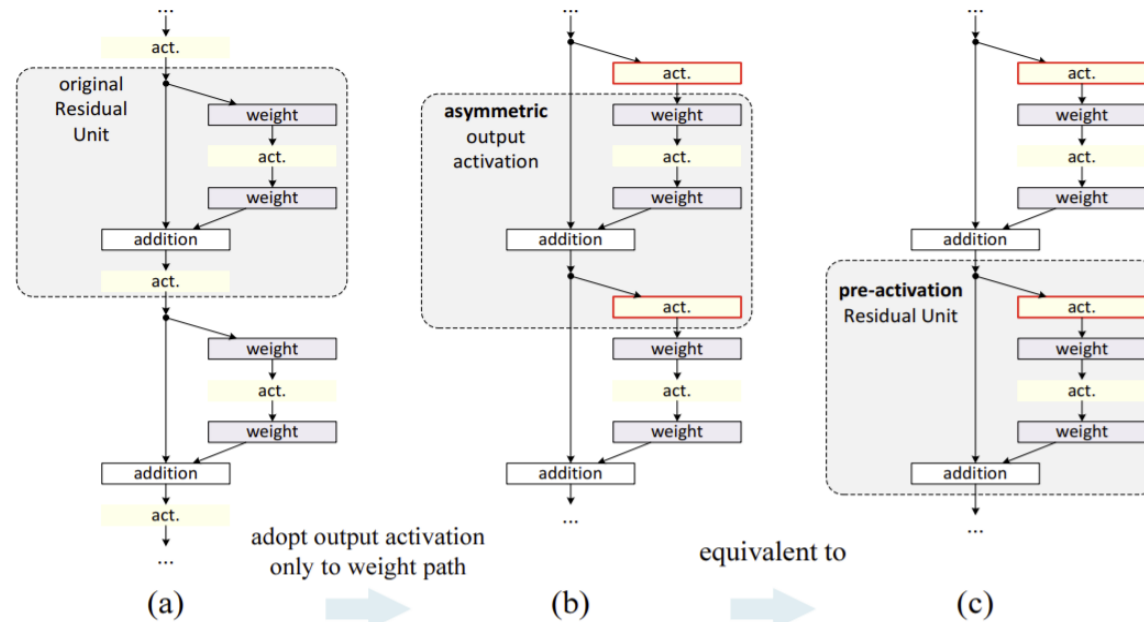 ...
act.
original
Residual
Unit
weight
act.
weight
addition
act.
weight
act.
weight
addition
act.
...
(a)
adopt output activation
only to weight path
...
act.
asymmetric
output
activation
weight
act.
weight
addition
act.
weight
act.
weight
addition
...
(b)
equivalent to
...
act.
weight
act.
weight
addition
pre-activation
Residual Unit
act.
weight
act.
weight
addition
...
(c)